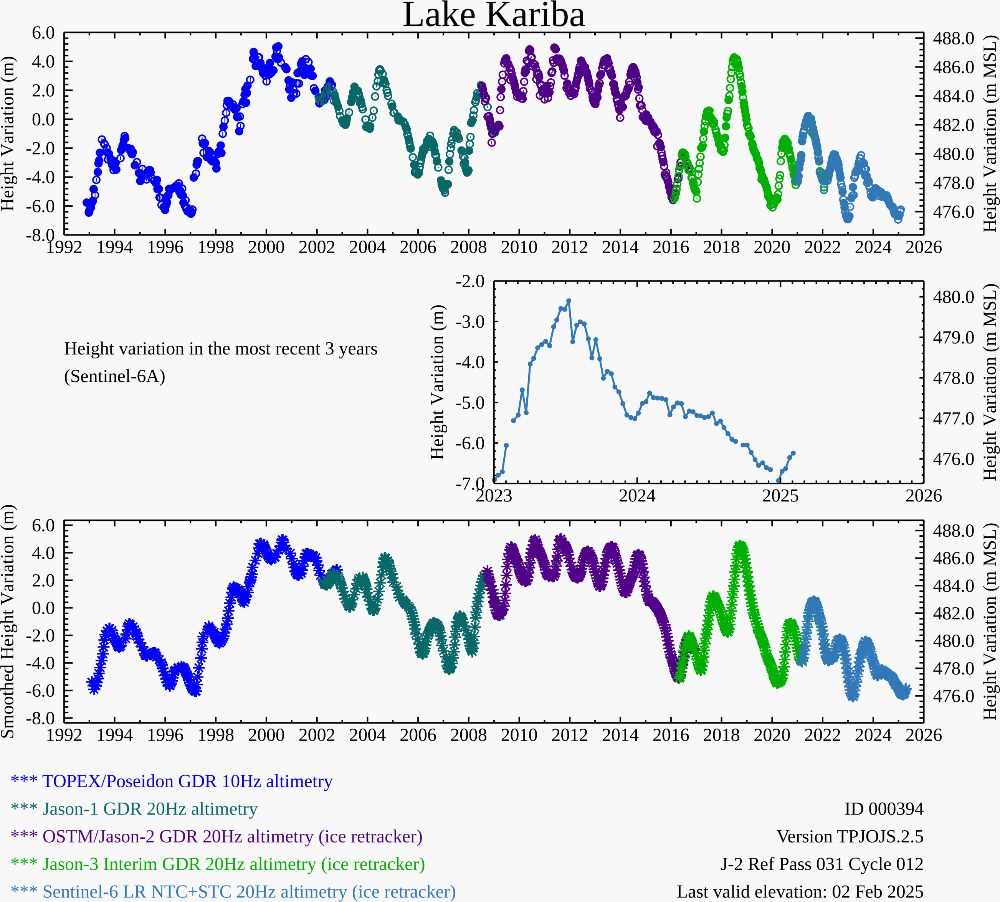 Lake Kariba
6.0
4.0
2.0
0.0
-2.0
-4.0
-6.0
-8.0
Height Variation (m)
488.0
486.0
484.0
482.0
480.0
478.0
476.0
Height Variation (m MSL)
1992 1994 1996 1998 2000 2002 2004 2006 2008 2010 2012 2014 2016 2018 2020 2022 2024 2026
Height variation in the most recent 3 years
(Sentinel-6A)
-2.0
-3.0
-4.0
-5.0
-6.0
-7.0
Height Variation (m)
480.0
479.0
478.0
477.0
476.0
Height Variation (m MSL)
2023 2024 2025 2026
6.0
4.0
2.0
0.0
-2.0
-4.0
-6.0
-8.0
Smoothed Height Variation (m)
488.0
486.0
484.0
482.0
480.0
478.0
476.0
Height Variation (m MSL)
1992 1994 1996 1998 2000 2002 2004 2006 2008 2010 2012 2014 2016 2018 2020 2022 2024 2026
*** TOPEX/Poseidon GDR 10Hz altimetry
*** Jason-1 GDR 20Hz altimetry
*** OSTM/Jason-2 GDR 20Hz altimetry (ice retracker)
*** Jason-3 Interim GDR 20Hz altimetry (ice retracker)
*** Sentinel-6 LR NTC+STC 20Hz altimetry (ice retracker)
ID 000394
Version TPJOJS.2.5
J-2 Ref Pass 031 Cycle 012
Last valid elevation: 02 Feb 2025